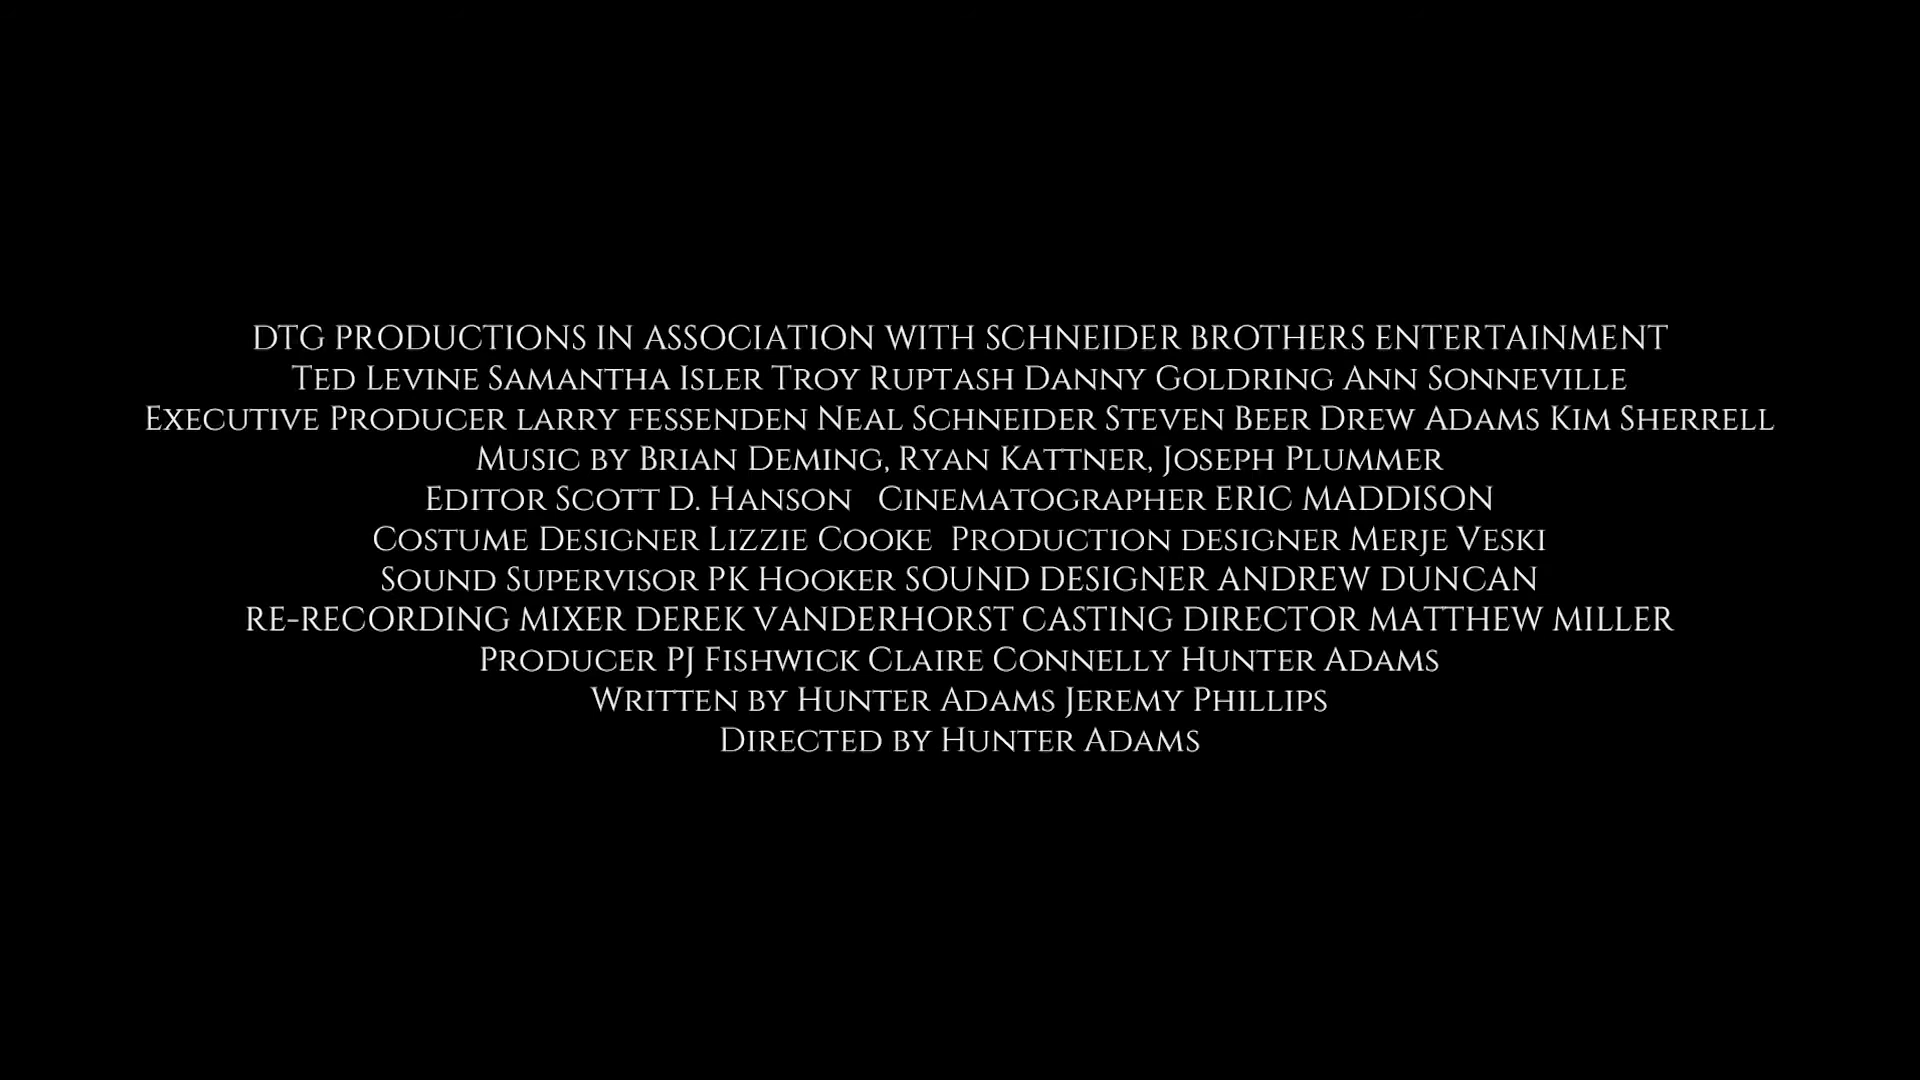 DTG PRODUCTIONS IN ASSOCIATION WITH SCHNEIDER BROTHERS ENTERTAINMENT
Ted Levine Samantha Isler Troy Ruptash Danny Goldring Ann Sonneville
Executive Producer larry fessenden Neal Schneider Steven Beer Drew Adams Kim Sherrell
Music by Brian Deming, Ryan Kattner, Joseph Plummer
Editor Scott D. Hanson   Cinematographer ERIC MADDISON
Costume Designer Lizzie Cooke  Production designer Merje Veski
Sound Supervisor PK Hooker SOUND DESIGNER ANDREW DUNCAN
RE-RECORDING MIXER DEREK VANDERHORST CASTING DIRECTOR MATTHEW MILLER
Producer PJ Fishwick Claire Connelly Hunter Adams
Written by Hunter Adams Jeremy Phillips
Directed by Hunter Adams